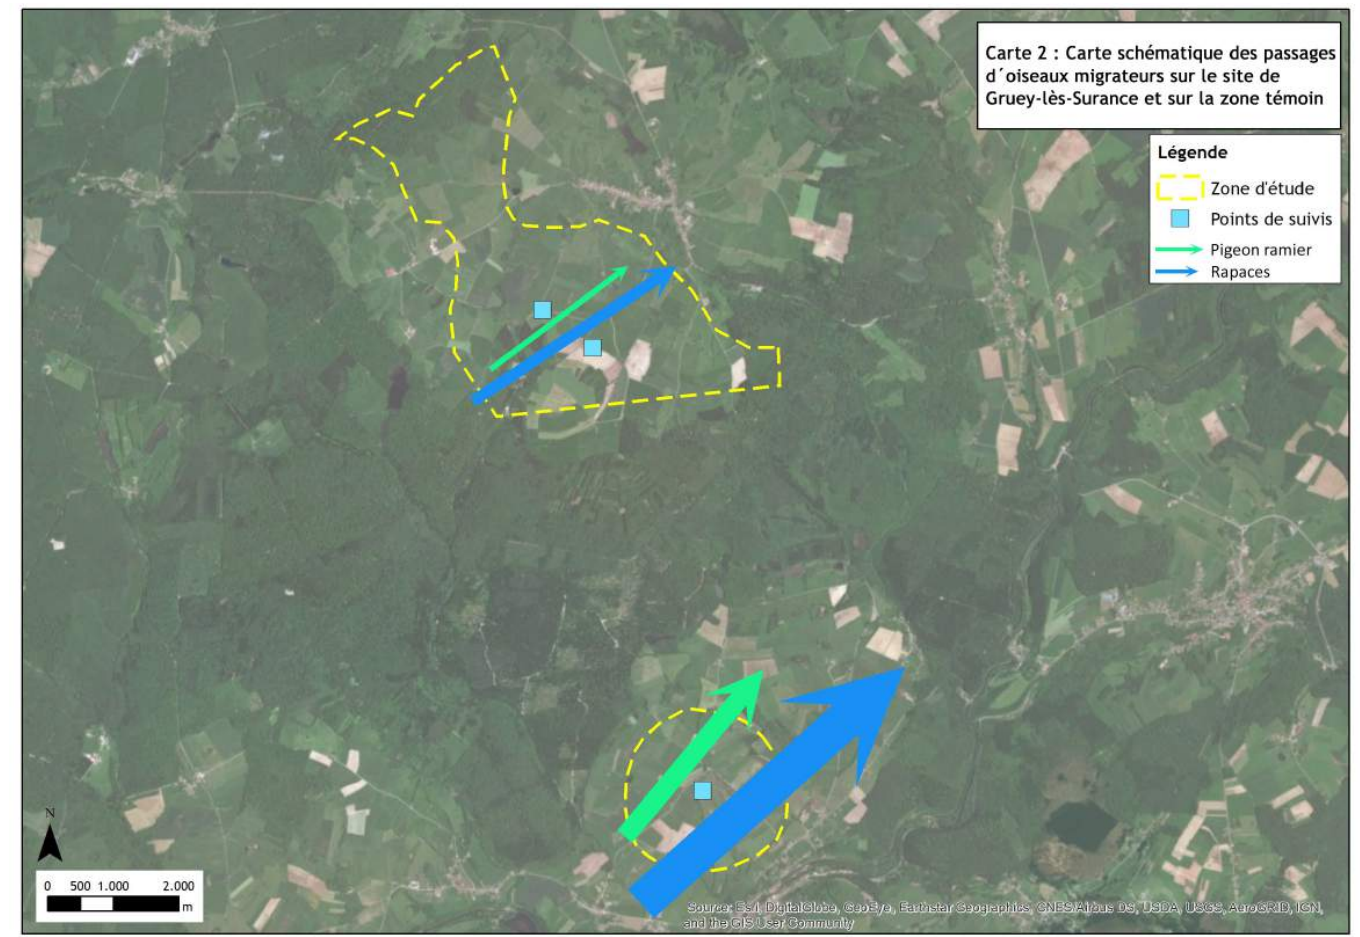 Carte 2 : Carte schématique des passages
d´oiseaux migrateurs sur le site de
Gruey-lès-Surance et sur la zone témoin
Légende
Zone d'étude
Points de suivis
Pigeon ramier
Rapaces
N
0 500 1.000 2.000
m
Source: Esri, DigitalGlobe, GeoEye, Earthstar Geographics, CNES/Airbus DS, USDA, USGS, AeroGRID, IGN,
and the GIS User Community